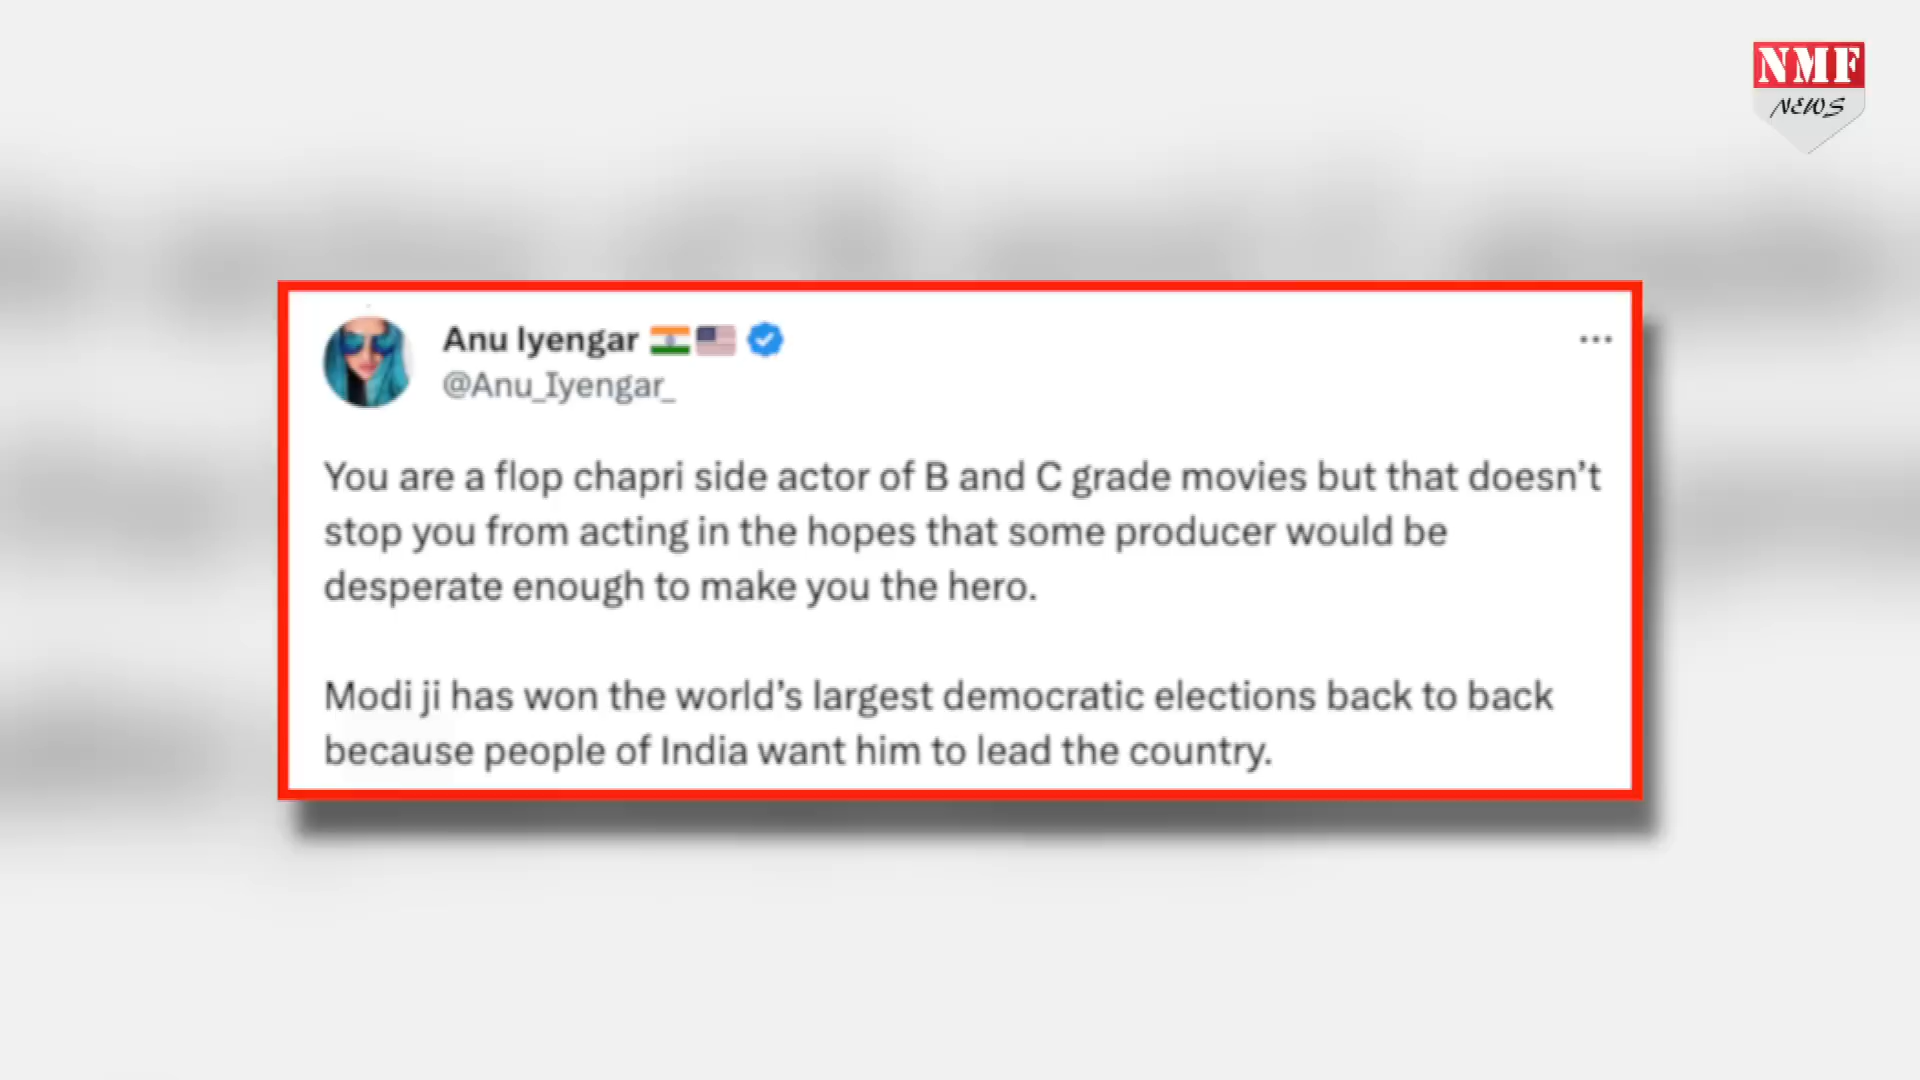 NMF
NEWS
Anu Iyengar
@Anu_Iyengar_
You are a flop chapri side actor of B and C grade movies but that doesn’t
stop you from acting in the hopes that some producer would be
desperate enough to make you the hero.
Modi ji has won the world’s largest democratic elections back to back
because people of India want him to lead the country.